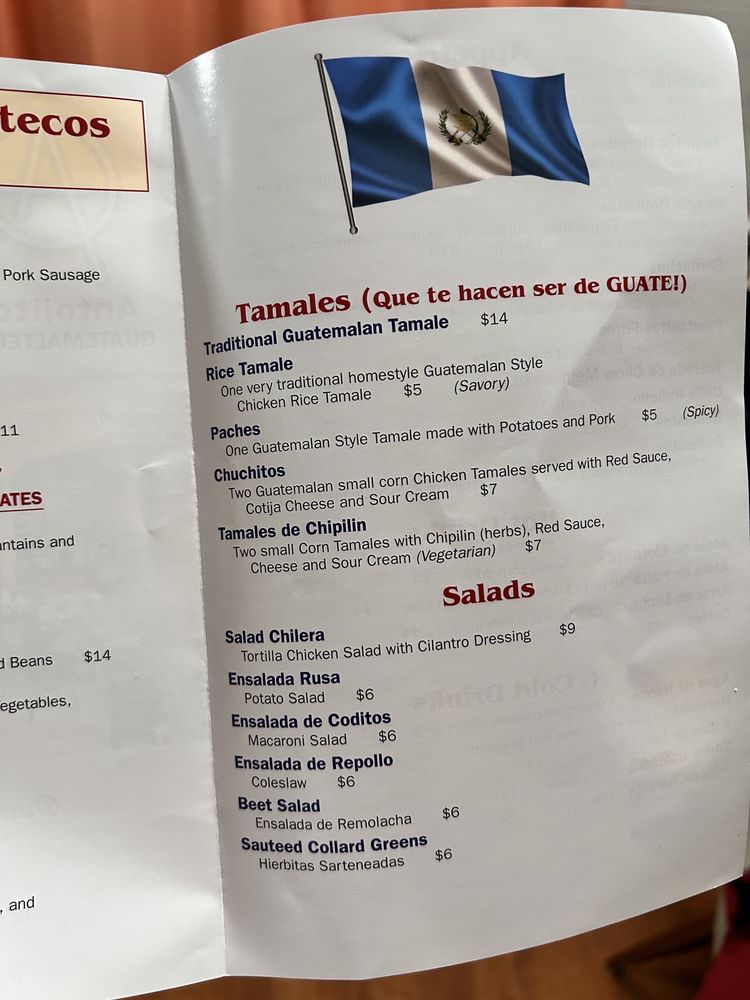 tecos
Pork Sausage
11
ATES
antains and
d Beans $14
egetables,
, and
Tamales (Que te hacen ser de GUATE!)
Traditional Guatemalan Tamale $14
Rice Tamale
One very traditional homestyle Guatemalan Style
Chicken Rice Tamale $5 (Savory)
Paches
One Guatemalan Style Tamale made with Potatoes and Pork $5 (Spicy)
Chuchitos
Two Guatemalan small corn Chicken Tamales served with Red Sauce,
Cotija Cheese and Sour Cream $7
Tamales de Chipilin
Two small Corn Tamales with Chipilin (herbs), Red Sauce,
Cheese and Sour Cream (Vegetarian) $7
Salads
Salad Chilera
Tortilla Chicken Salad with Cilantro Dressing $9
Ensalada Rusa
Potato Salad $6
Ensalada de Coditos
Macaroni Salad $6
Ensalada de Repollo
Coleslaw $6
Beet Salad
Ensalada de Remolacha $6
Sauteed Collard Greens
Hierbitas Sarteneadas $6